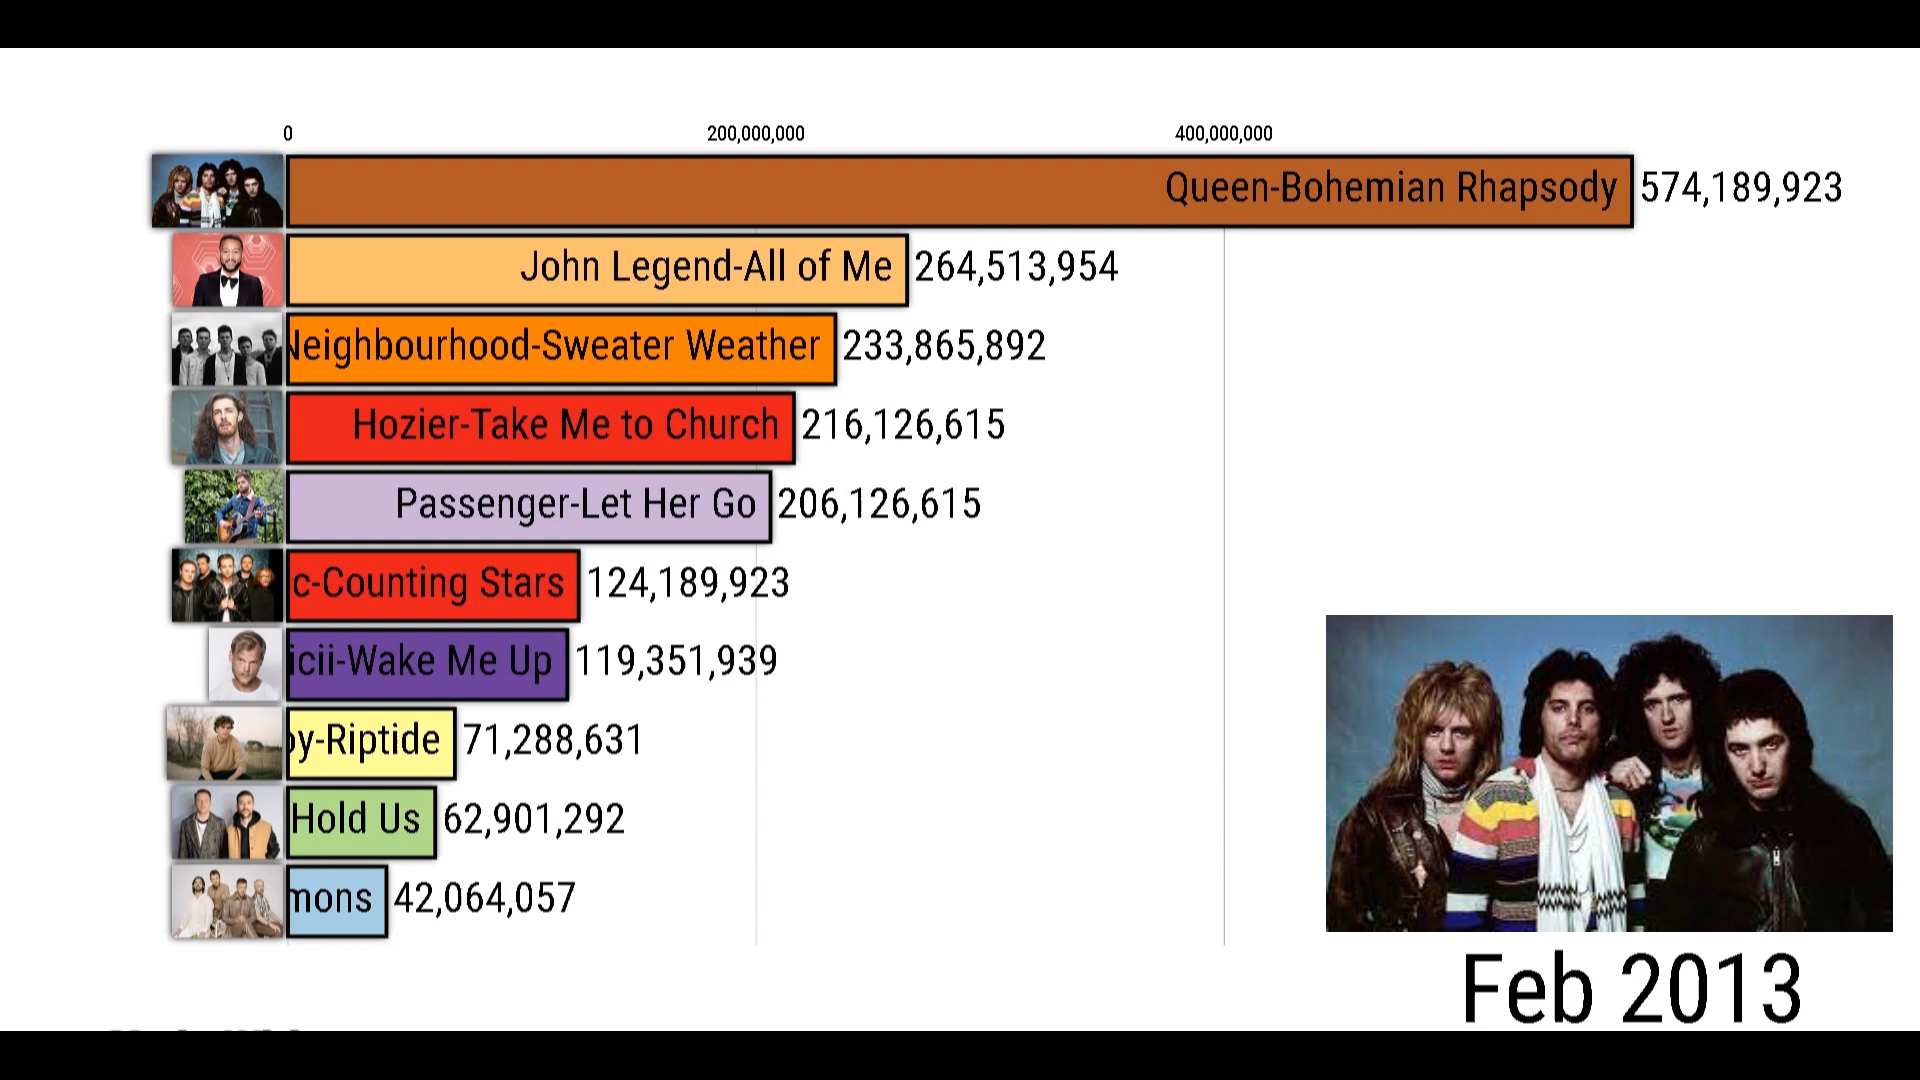 0 200,000,000 400,000,000
Queen-Bohemian Rhapsody 574,189,923
John Legend-All of Me 264,513,954
Neighbourhood-Sweater Weather 233,865,892
Hozier-Take Me to Church 216,126,615
Passenger-Let Her Go 206,126,615
c-Counting Stars 124,189,923
icii-Wake Me Up 119,351,939
oy-Riptide 71,288,631
Hold Us 62,901,292
mons 42,064,057
Feb 2013